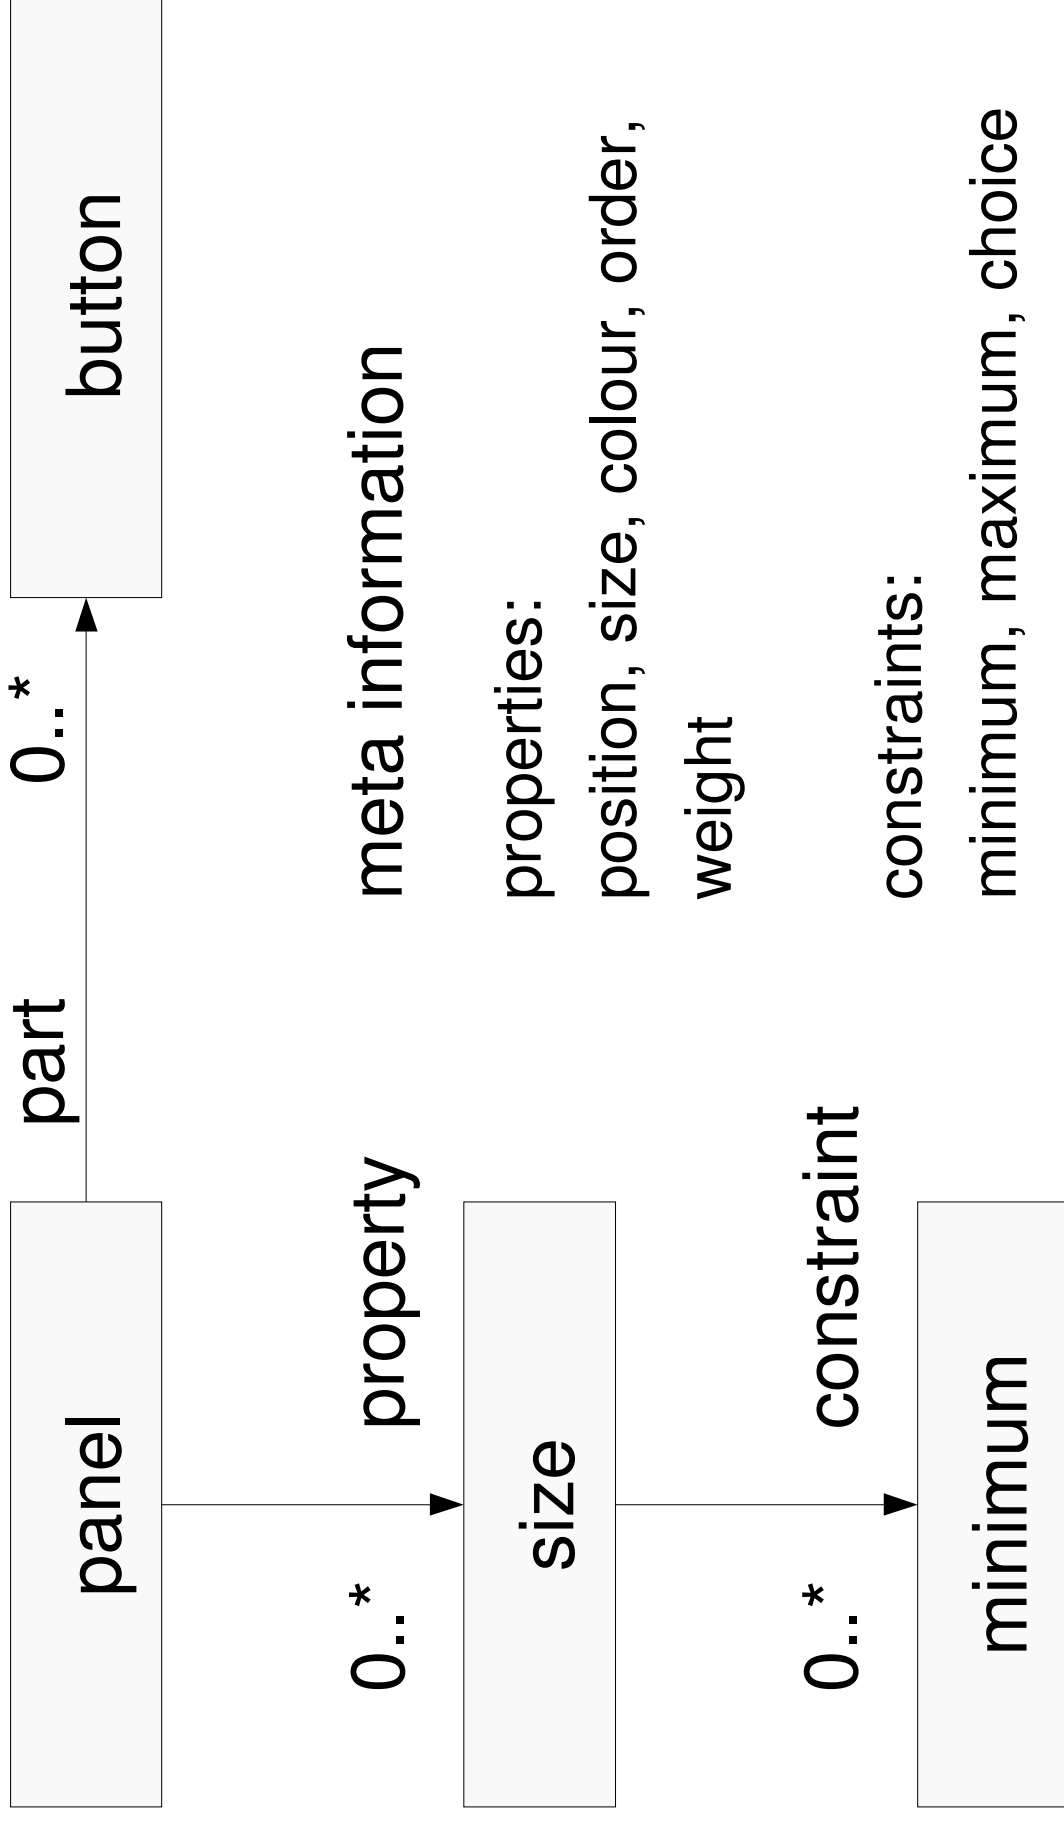 panel
part
0..*
button
0..*
property
meta information
properties:
position, size, colour, order,
weight
size
0..*
constraint
constraints:
minimum, maximum, choice
minimum